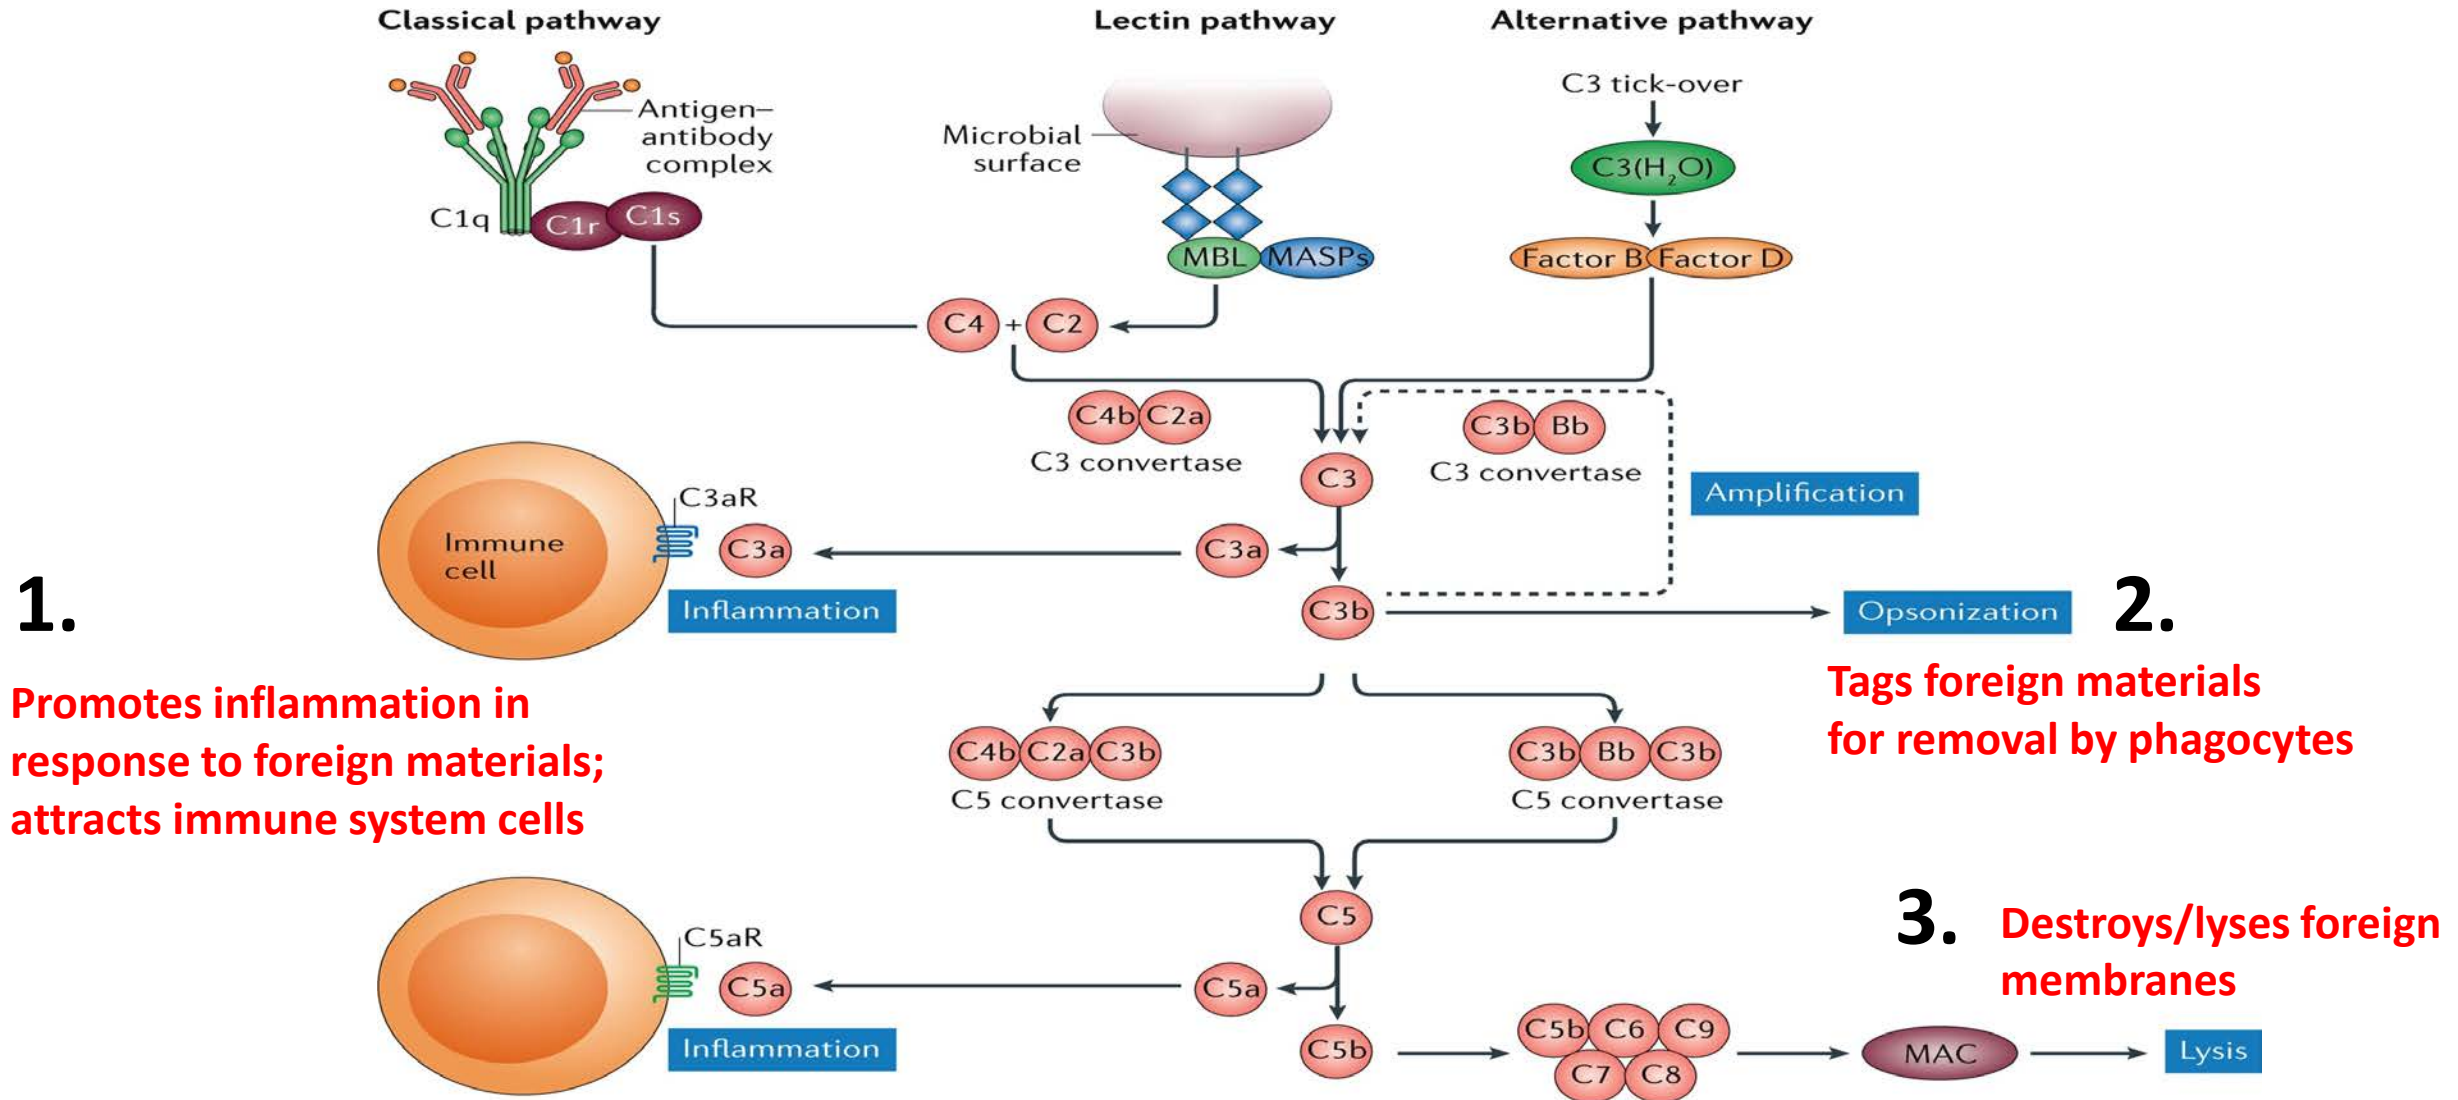 Classical pathway
Lectin pathway
Alternative pathway
Antigen–
antibody
complex
C1q
C1r
C1s
Microbial
surface
MBL
MASPs
C3 tick-over
C3(H₂O)
Factor B
Factor D
C4 + C2
C4b C2a
C3 convertase
C3b Bb
C3 convertase
Amplification
C3
C3aR
Immune
cell
C3a
C3a
Inflammation
C3b
Opsonization
1.
Promotes inflammation in
response to foreign materials;
attracts immune system cells
2.
Tags foreign materials
for removal by phagocytes
C4b C2a C3b
C5 convertase
C3b Bb C3b
C5 convertase
C5
C5aR
C5a
C5a
Inflammation
C5b
C5b C6 C9
C7 C8
MAC
Lysis
3.
Destroys/lyses foreign
membranes